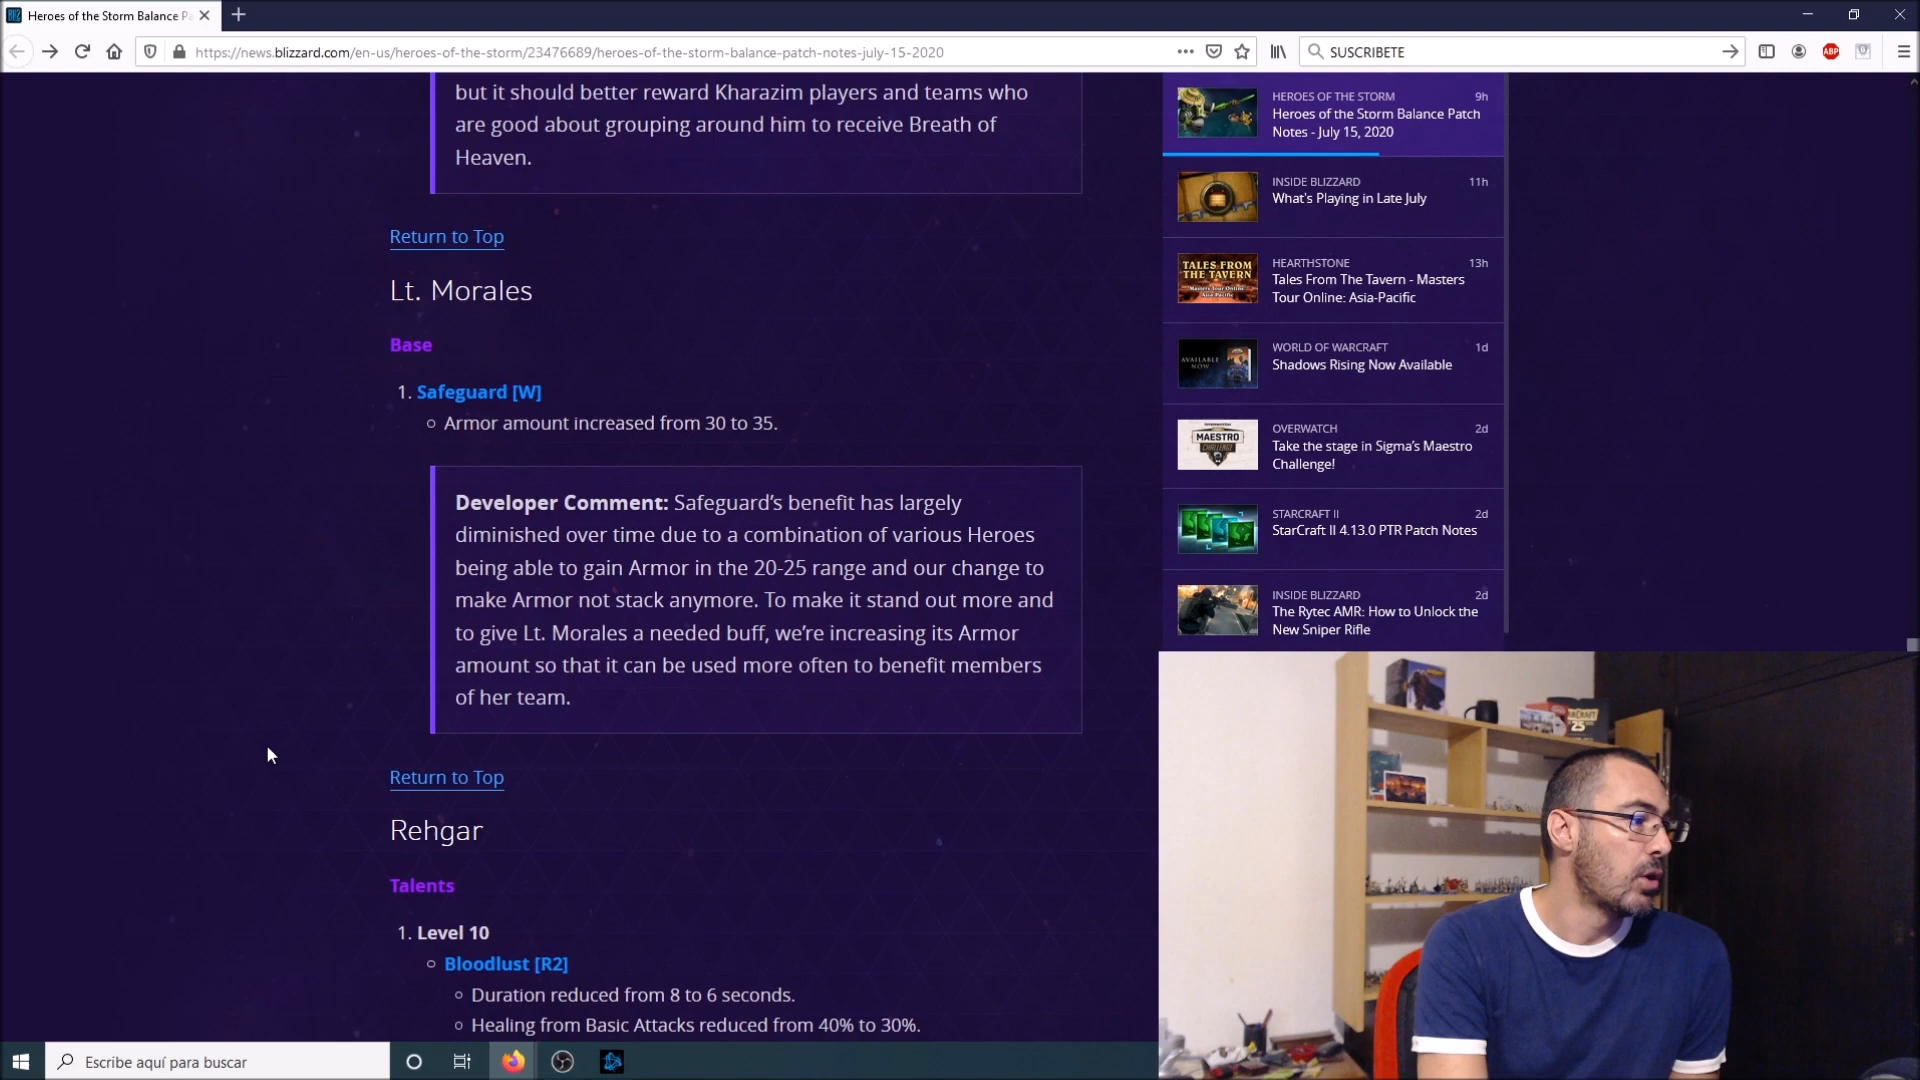 Heroes of the Storm Balance Pa
https://news.blizzard.com/en-us/heroes-of-the-storm/23476689/heroes-of-the-storm-balance-patch-notes-july-15-2020
SUSCRIBETE
ABP
but it should better reward Kharazim players and teams who
are good about grouping around him to receive Breath of
Heaven.
Return to Top
Lt. Morales
Base
1. Safeguard [W]
Armor amount increased from 30 to 35.
Developer Comment: Safeguard’s benefit has largely
diminished over time due to a combination of various Heroes
being able to gain Armor in the 20-25 range and our change to
make Armor not stack anymore. To make it stand out more and
to give Lt. Morales a needed buff, we’re increasing its Armor
amount so that it can be used more often to benefit members
of her team.
Return to Top
Rehgar
Talents
1. Level 10
Bloodlust [R2]
Duration reduced from 8 to 6 seconds.
Healing from Basic Attacks reduced from 40% to 30%.
HEROES OF THE STORM 9h
Heroes of the Storm Balance Patch
Notes - July 15, 2020
INSIDE BLIZZARD 11h
What's Playing in Late July
TALES FROM
THE TAVERN
Masters Tour Online:
Asia-Pacific
HEARTHSTONE 13h
Tales From The Tavern - Masters
Tour Online: Asia-Pacific
AVAILABLE
NOW
WORLD OF WARCRAFT 1d
Shadows Rising Now Available
MAESTRO
CHALLENGE
OVERWATCH 2d
Take the stage in Sigma’s Maestro
Challenge!
STARCRAFT II 2d
StarCraft II 4.13.0 PTR Patch Notes
INSIDE BLIZZARD 2d
The Rytec AMR: How to Unlock the
New Sniper Rifle
25
Escribe aquí para buscar